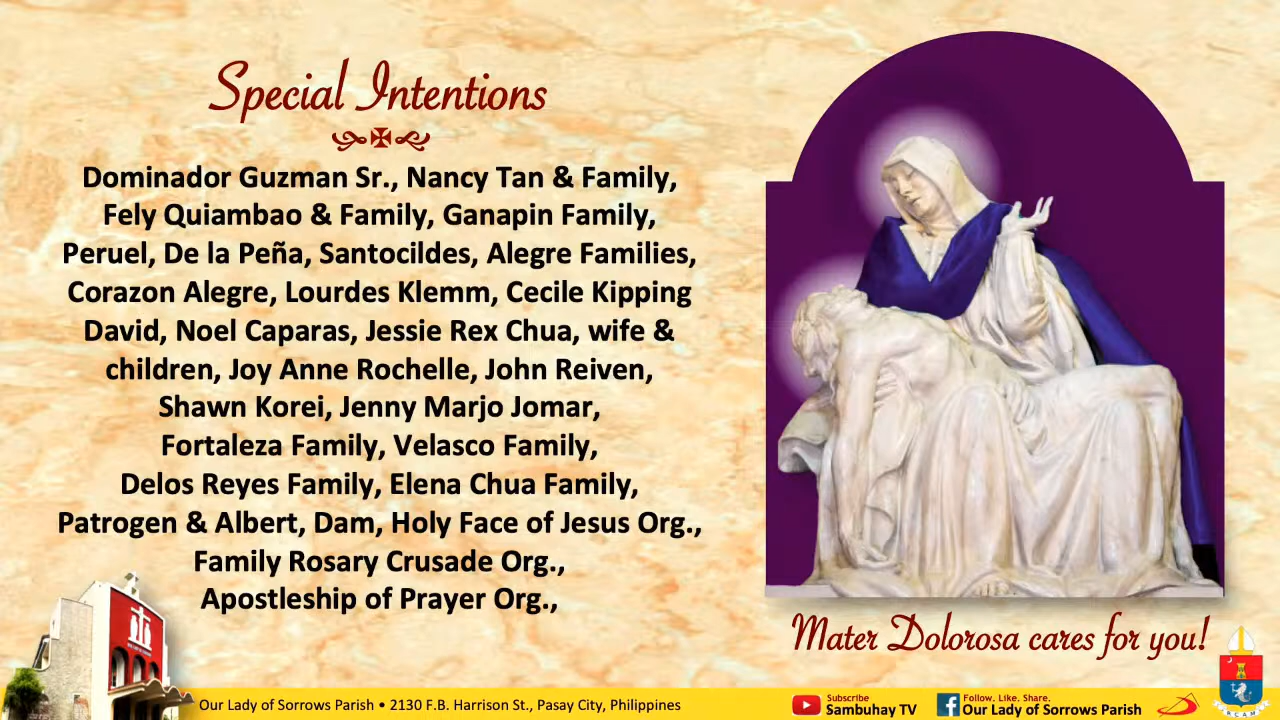 Special Intentions
Dominador Guzman Sr., Nancy Tan & Family,
Fely Quiambao & Family, Ganapin Family,
Peruel, De la Peña, Santocildes, Alegre Families,
Corazon Alegre, Lourdes Klemm, Cecile Kipping
David, Noel Caparas, Jessie Rex Chua, wife &
children, Joy Anne Rochelle, John Reiven,
Shawn Korei, Jenny Marjo Jomar,
Fortaleza Family, Velasco Family,
Delos Reyes Family, Elena Chua Family,
Patrogen & Albert, Dam, Holy Face of Jesus Org.,
Family Rosary Crusade Org.,
Apostleship of Prayer Org.,
Mater Dolorosa cares for you!
Our Lady of Sorrows Parish • 2130 F.B. Harrison St., Pasay City, Philippines
Subscribe
Sambuhay TV
Follow. Like. Share.
Our Lady of Sorrows Parish